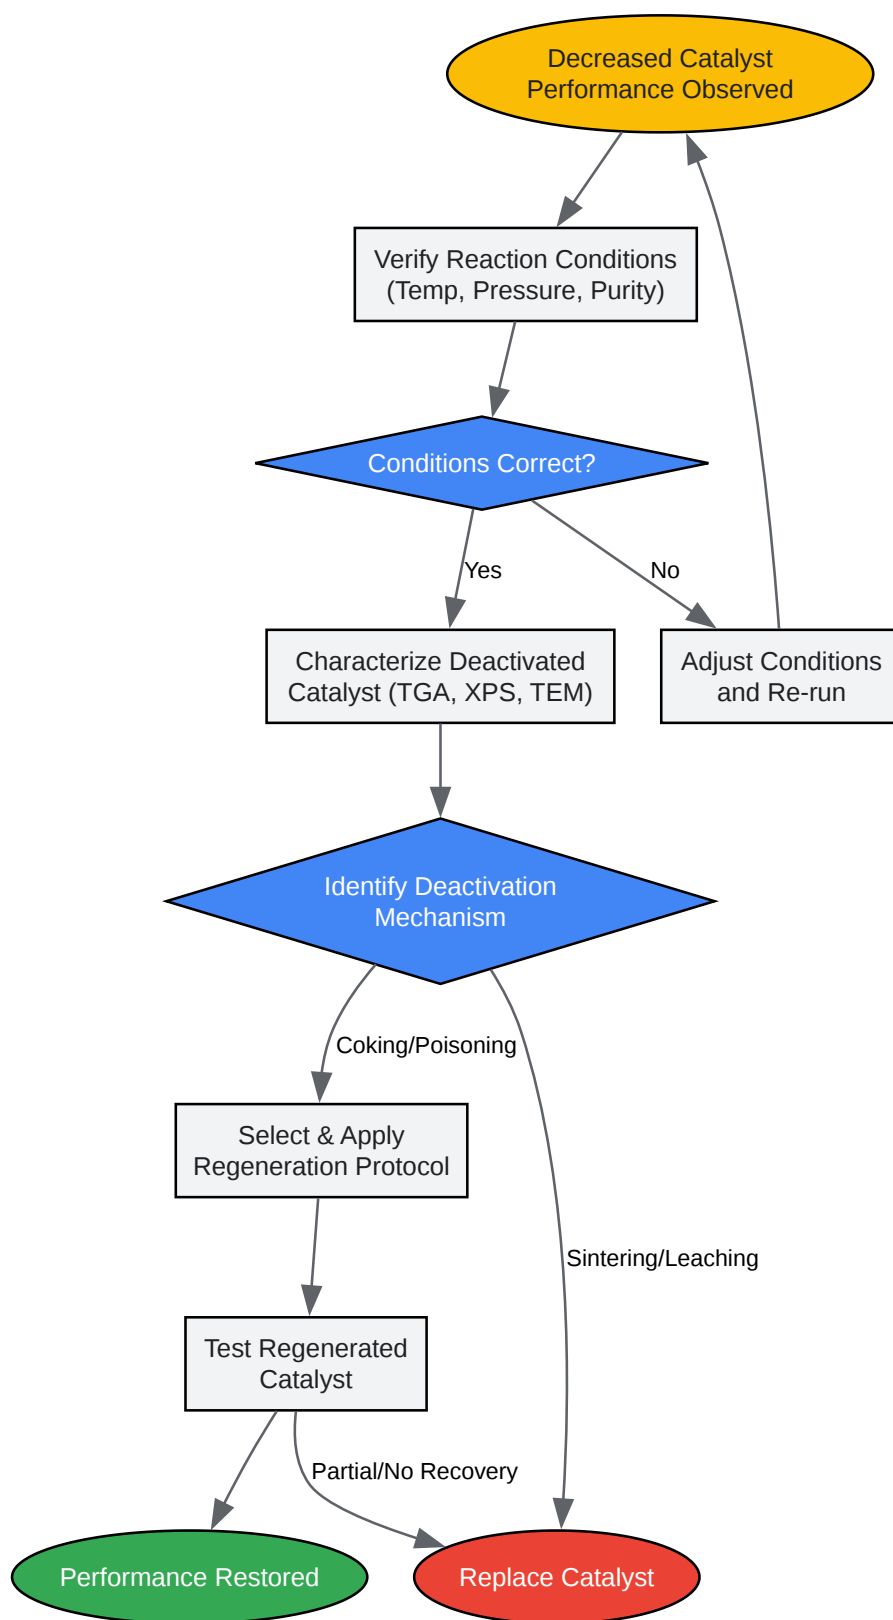 Decreased Catalyst
Performance Observed
Verify Reaction Conditions
(Temp, Pressure, Purity)
Conditions Correct?
Yes
No
Characterize Deactivated
Catalyst (TGA, XPS, TEM)
Adjust Conditions
and Re-run
Identify Deactivation
Mechanism
Coking/Poisoning
Select & Apply
Regeneration Protocol
Sintering/Leaching
Test Regenerated
Catalyst
Partial/No Recovery
Performance Restored
Replace Catalyst